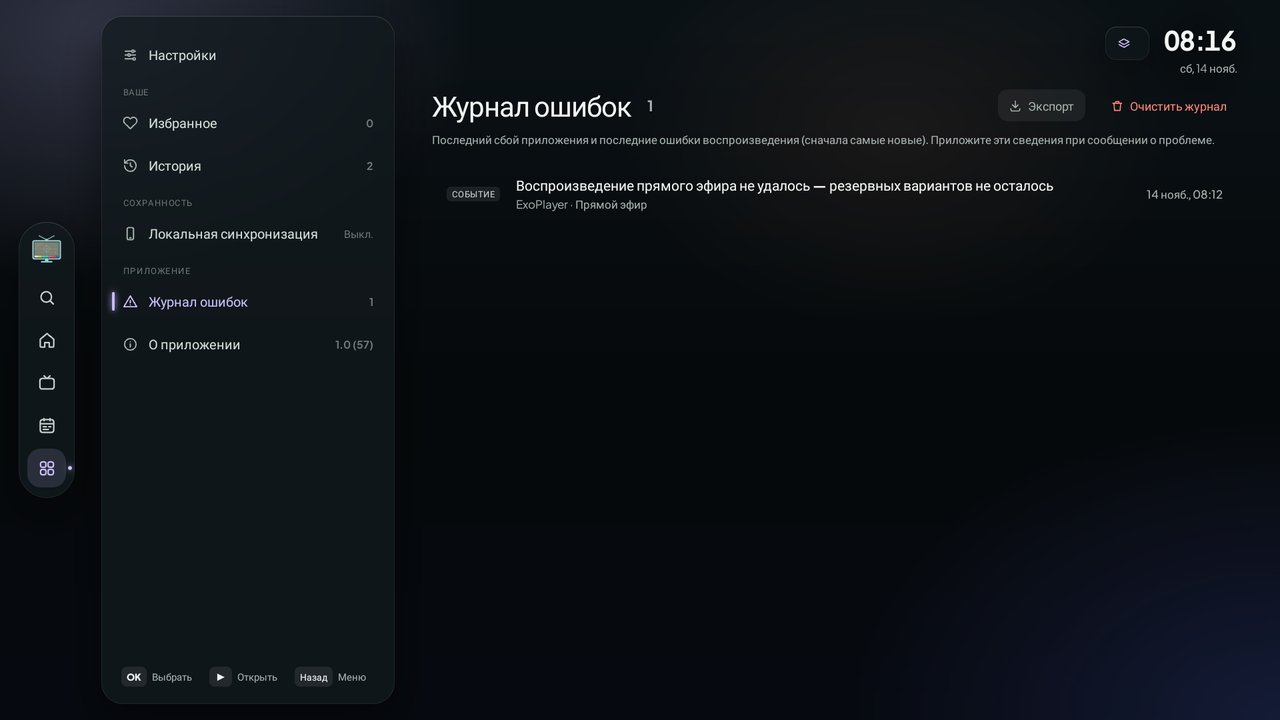 Настройки
ВАШЕ
Избранное 0
История 2
СОХРАННОСТЬ
Локальная синхронизация Выкл.
ПРИЛОЖЕНИЕ
Журнал ошибок 1
О приложении 1.0 (57)
OK Выбрать Открыть Назад Меню
08:16
сб, 14 нояб.
Журнал ошибок 1
Экспорт
Очистить журнал
Последний сбой приложения и последние ошибки воспроизведения (сначала самые новые). Приложите эти сведения при сообщении о проблеме.
СОБЫТИЕ
Воспроизведение прямого эфира не удалось — резервных вариантов не осталось
ExoPlayer · Прямой эфир
14 нояб., 08:12